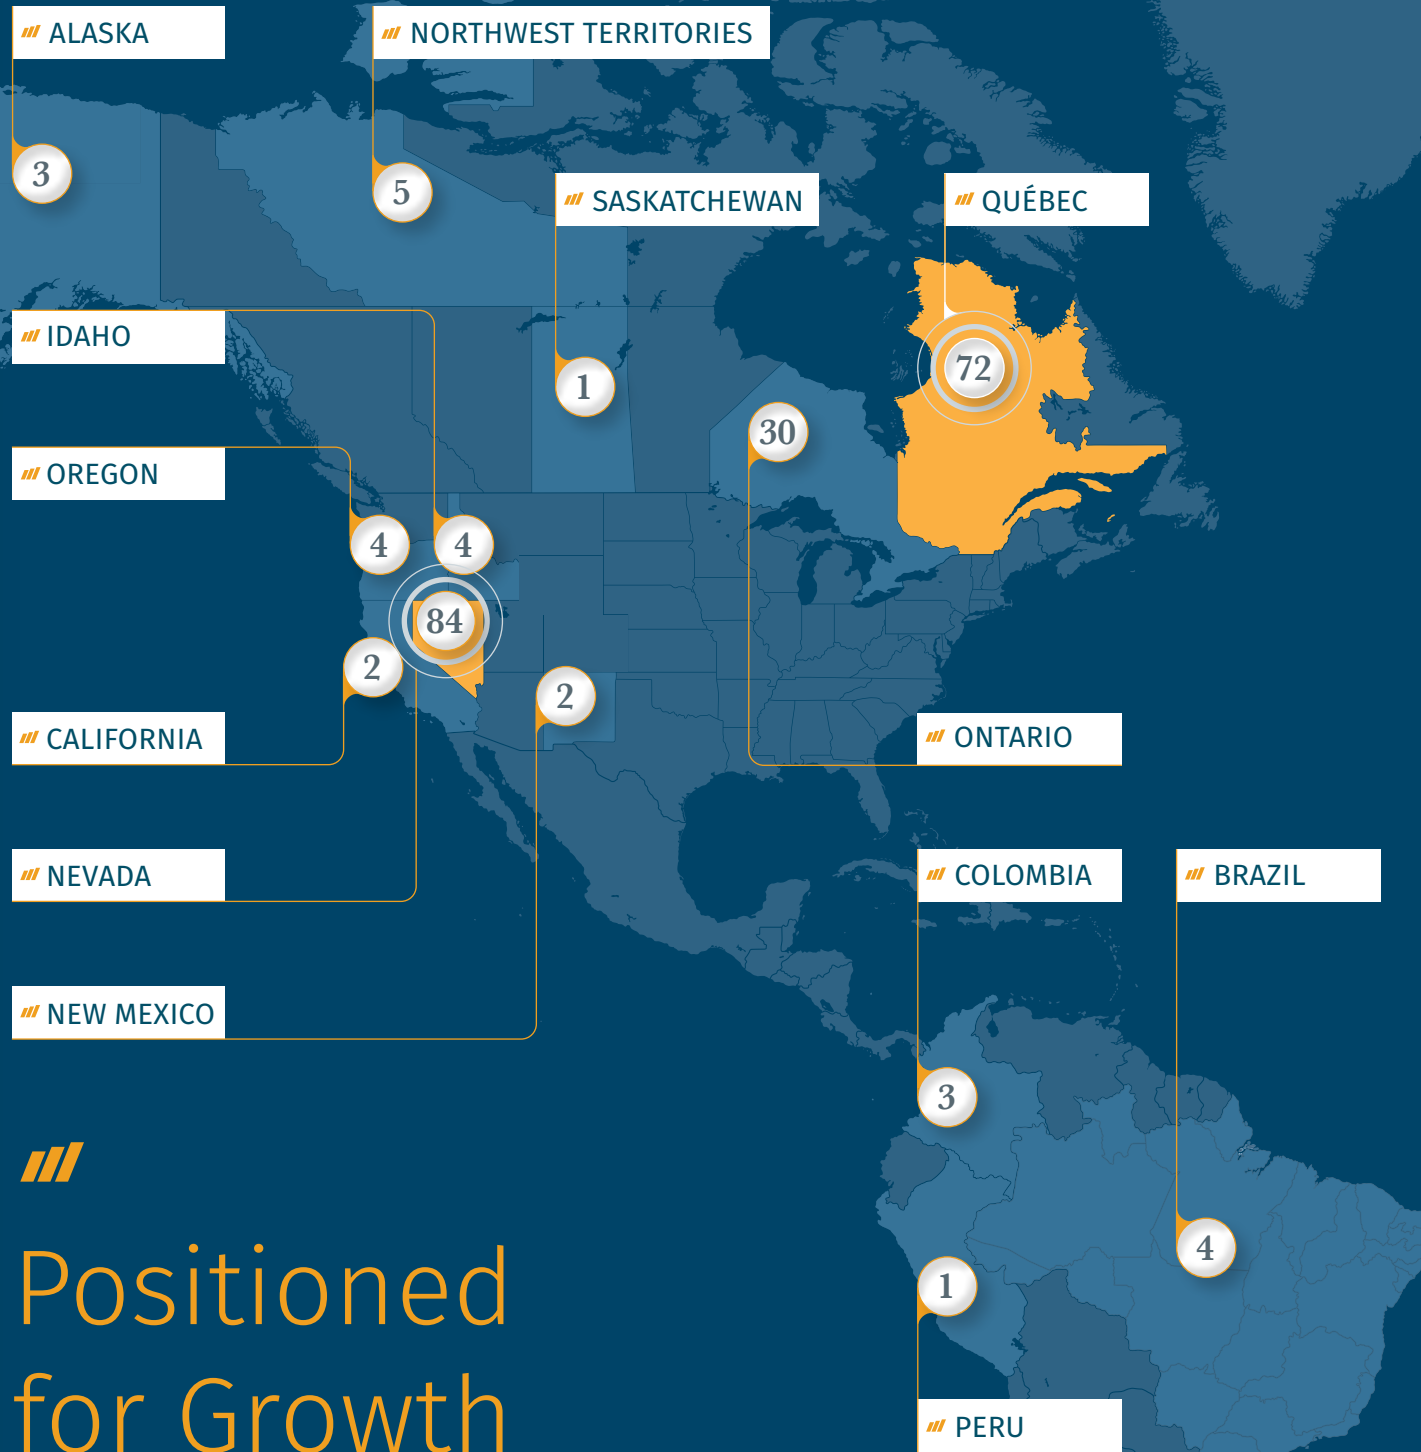 ALASKA
NORTHWEST TERRITORIES
3
5
SASKATCHEWAN
QUÉBEC
IDAHO
72
1
30
OREGON
4
4
84
2
2
CALIFORNIA
ONTARIO
NEVADA
COLOMBIA
BRAZIL
NEW MEXICO
3
4
1
Positioned
for Growth
PERU